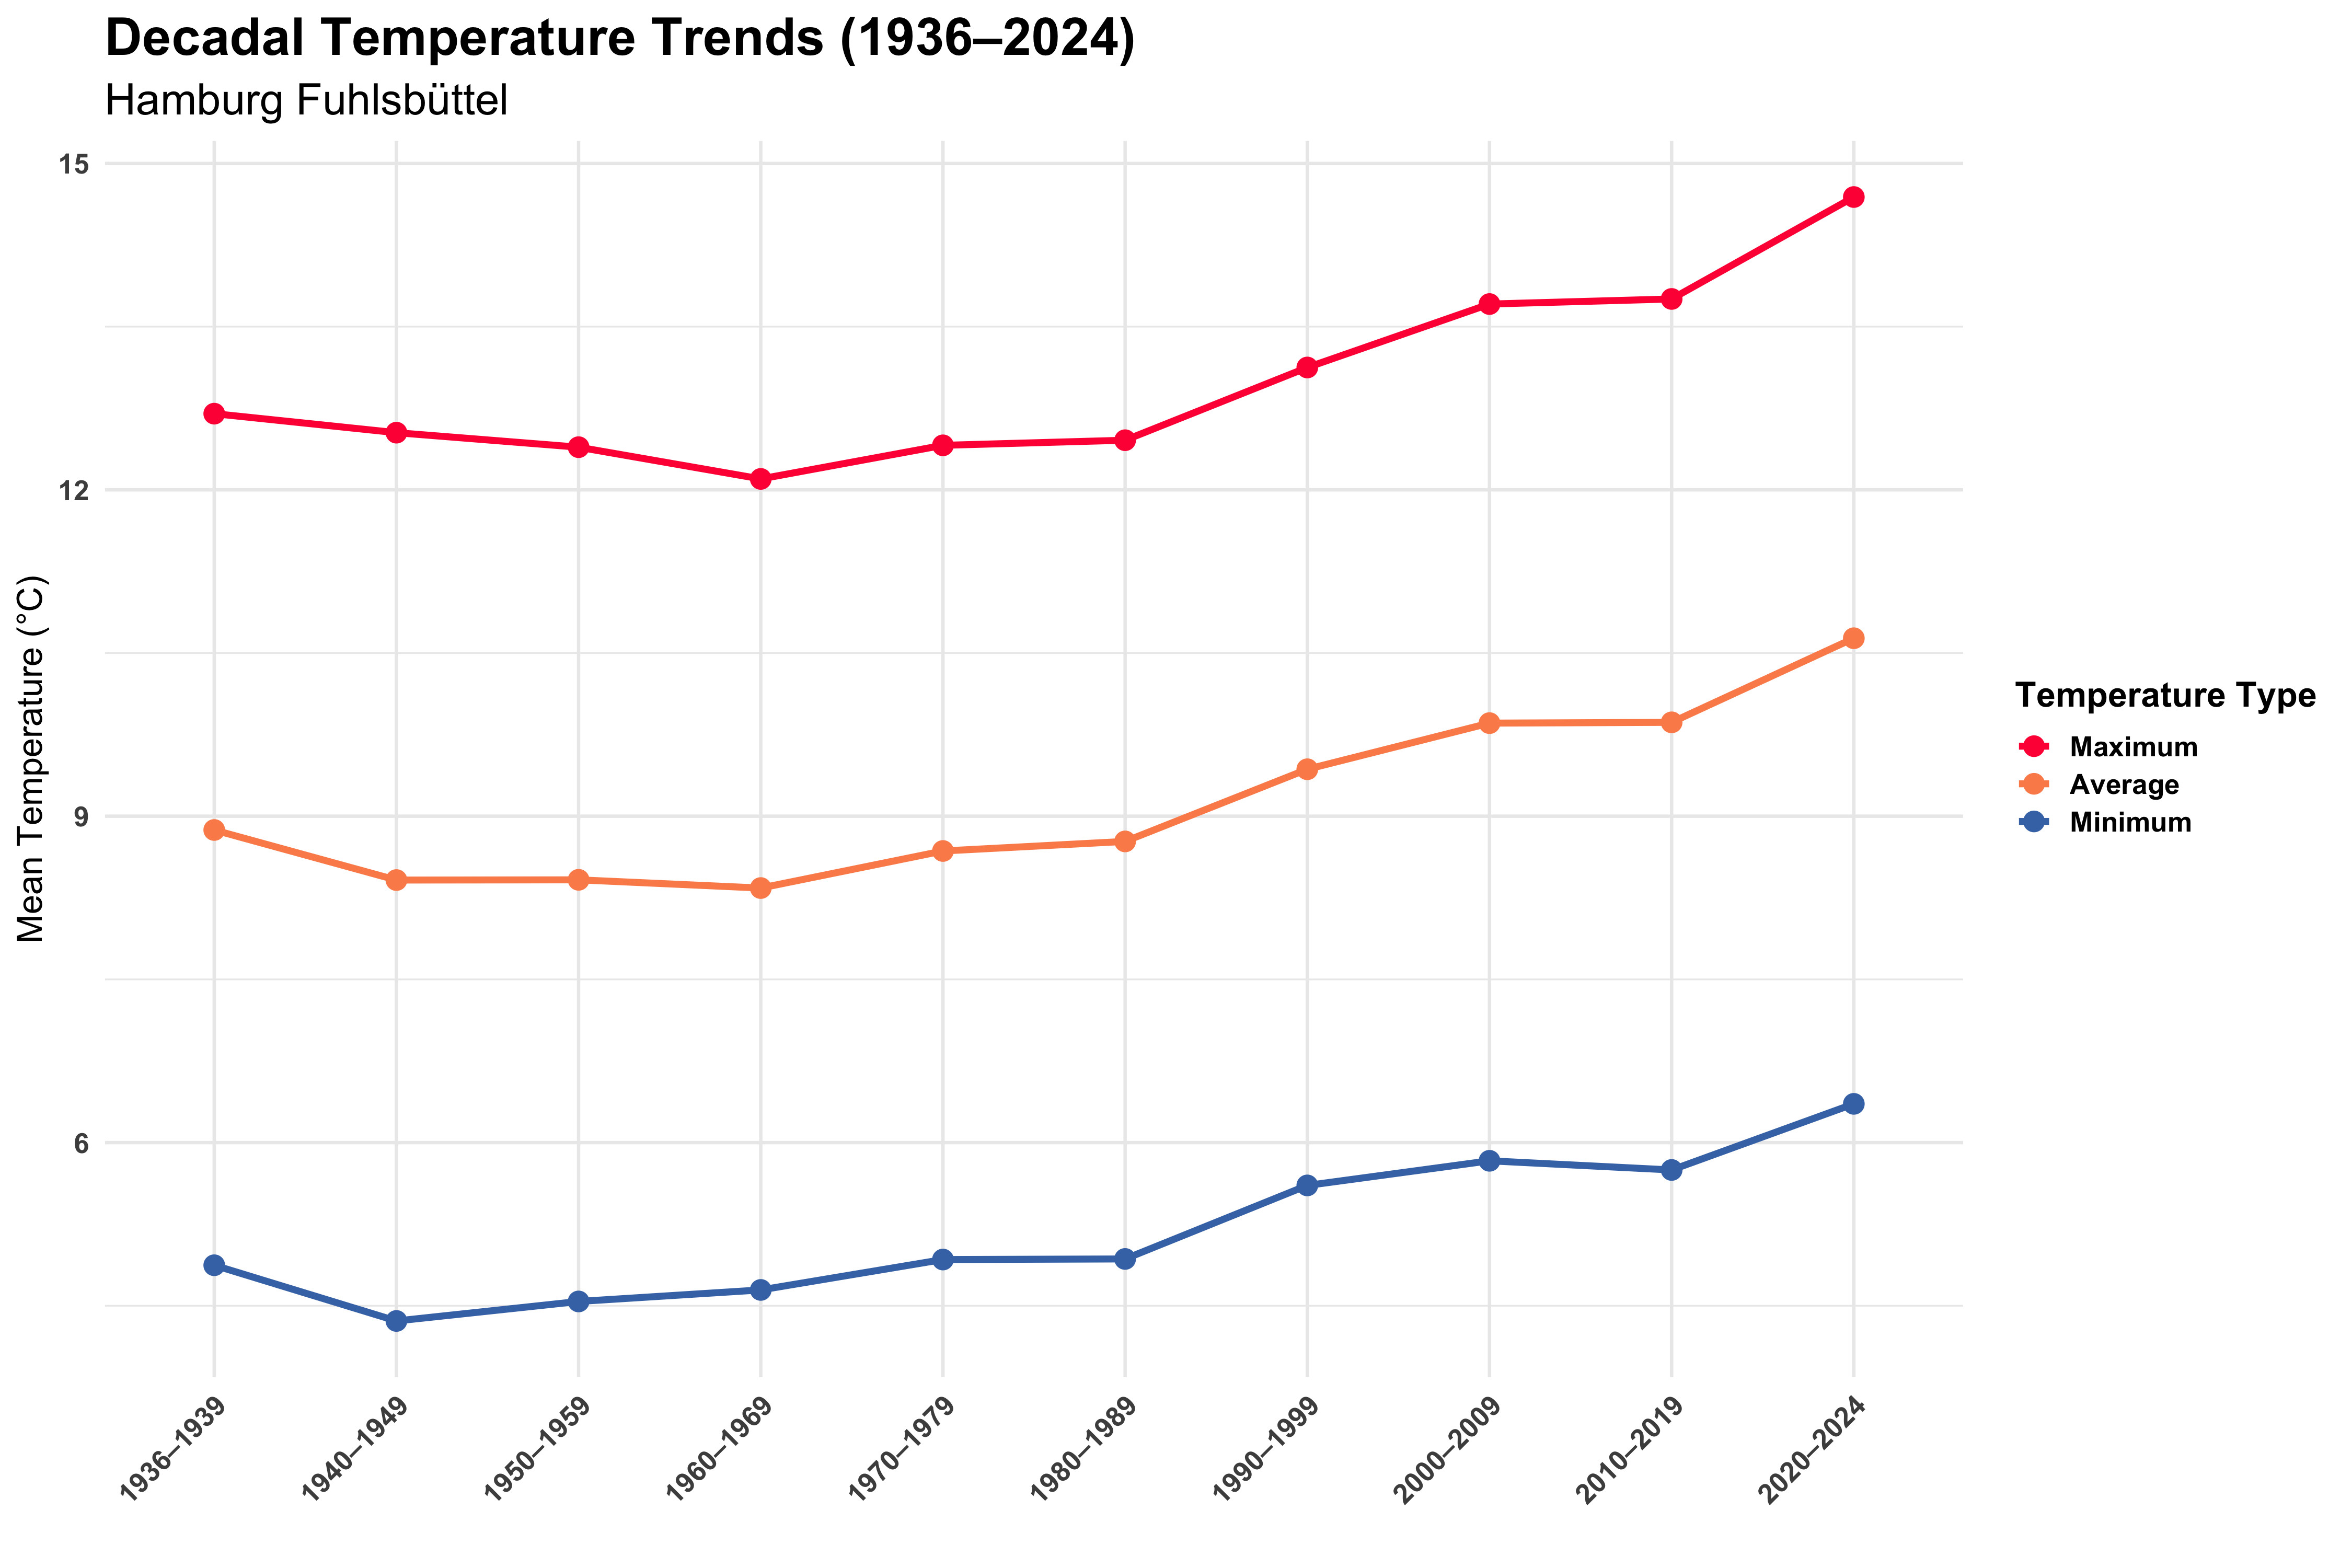 Decadal Temperature Trends (1936–2024)
Hamburg Fuhlsbüttel
Mean Temperature (°C)
15
12
9
6
1936–1939
1940–1949
1950–1959
1960–1969
1970–1979
1980–1989
1990–1999
2000–2009
2010–2019
2020–2024
Temperature Type
Maximum
Average
Minimum